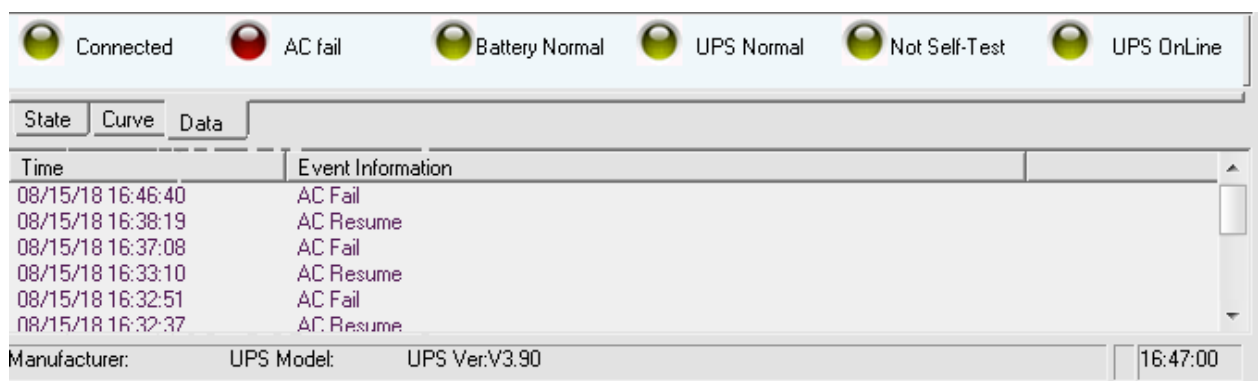 Connected AC fail Battery Normal UPS Normal Not Self-Test UPS OnLine
State Curve Data
Time Event Information
08/15/18 16:46:40 AC Fail
08/15/18 16:38:19 AC Resume
08/15/18 16:37:08 AC Fail
08/15/18 16:33:10 AC Resume
08/15/18 16:32:51 AC Fail
08/15/18 16:32:37 AC Resume
Manufacturer: UPS Model: UPS Ver:V3.90 16:47:00